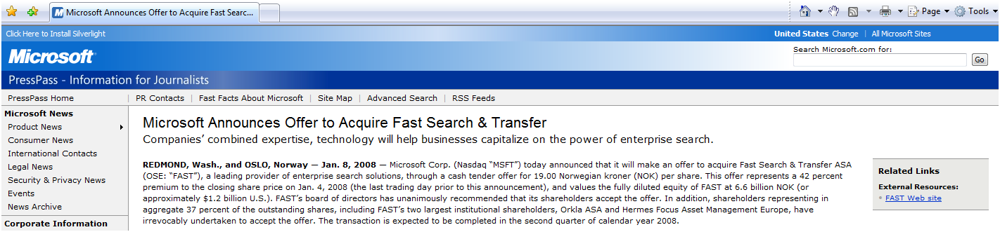 Microsoft Announces Offer to Acquire Fast Searc...
Page
Tools
Click Here to Install Silverlight
United States Change | All Microsoft Sites
Microsoft
Search Microsoft.com for:
Go
PressPass - Information for Journalists
PressPass Home | PR Contacts | Fast Facts About Microsoft | Site Map | Advanced Search | RSS Feeds
Microsoft News
Product News
Consumer News
International Contacts
Legal News
Security & Privacy News
Events
News Archive
Corporate Information
Microsoft Announces Offer to Acquire Fast Search & Transfer
Companies’ combined expertise, technology will help businesses capitalize on the power of enterprise search.
REDMOND, Wash., and OSLO, Norway — Jan. 8, 2008 — Microsoft Corp. (Nasdaq “MSFT”) today announced that it will make an offer to acquire Fast Search & Transfer ASA
(OSE: “FAST”), a leading provider of enterprise search solutions, through a cash tender offer for 19.00 Norwegian kroner (NOK) per share. This offer represents a 42 percent
premium to the closing share price on Jan. 4, 2008 (the last trading day prior to this announcement), and values the fully diluted equity of FAST at 6.6 billion NOK (or
approximately $1.2 billion U.S.). FAST’s board of directors has unanimously recommended that its shareholders accept the offer. In addition, shareholders representing in
aggregate 37 percent of the outstanding shares, including FAST’s two largest institutional shareholders, Orkla ASA and Hermes Focus Asset Management Europe, have
irrevocably undertaken to accept the offer. The transaction is expected to be completed in the second quarter of calendar year 2008.
Related Links
External Resources:
• FAST Web site